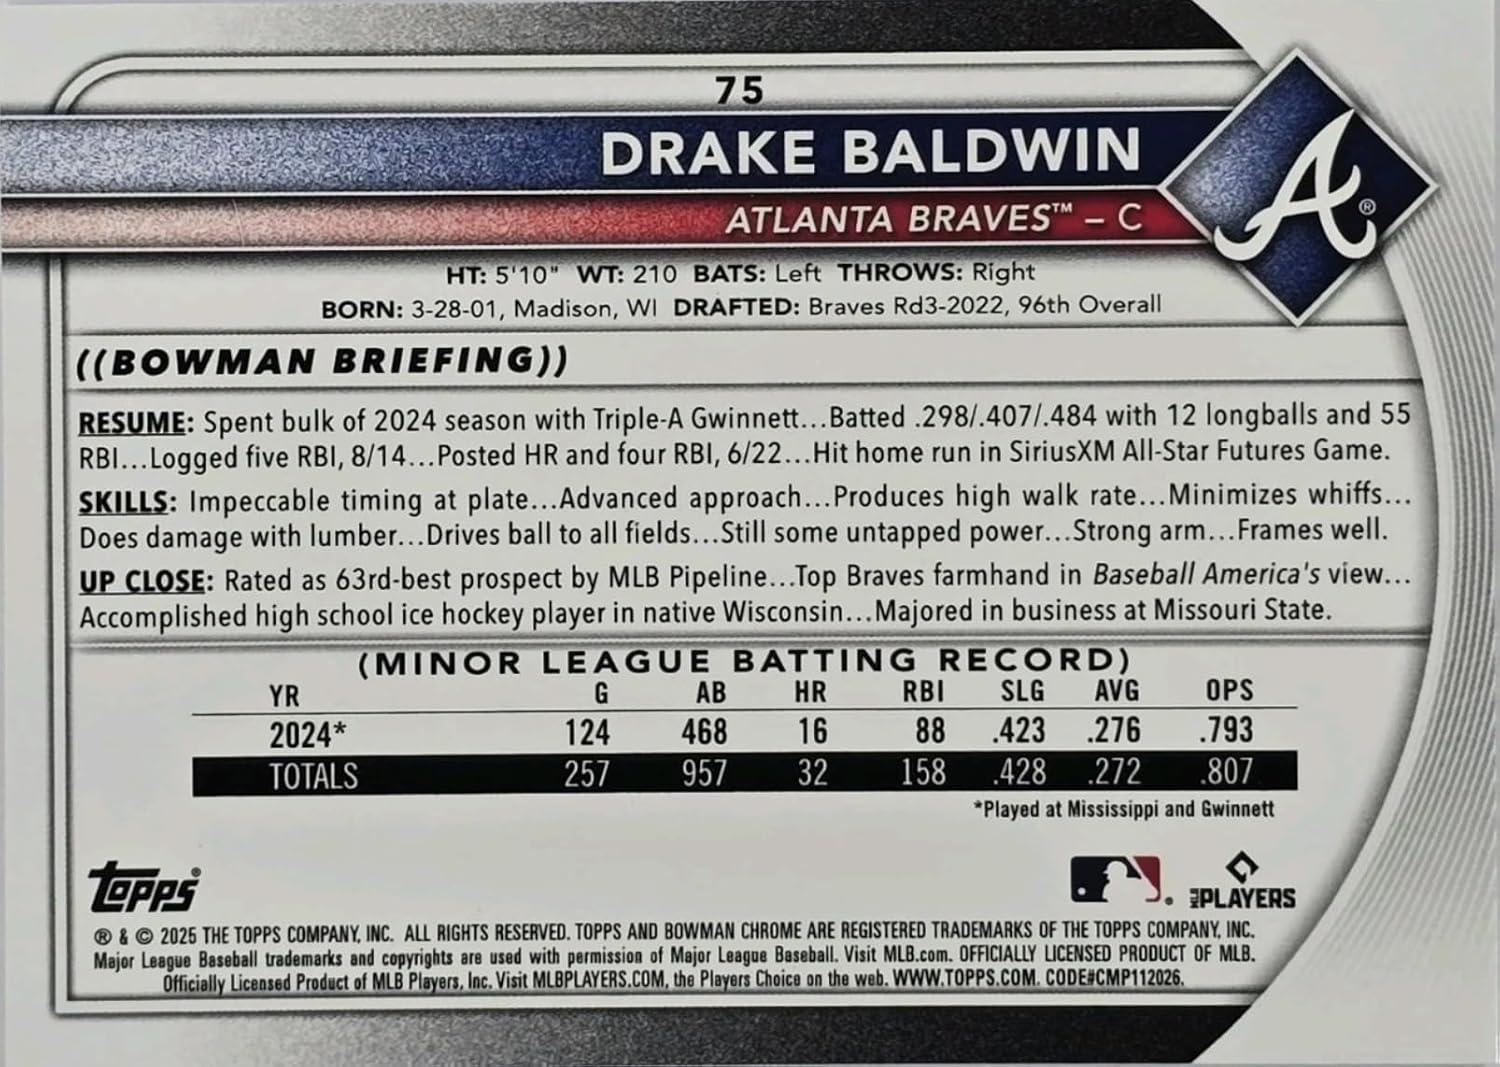 75
DRAKE BALDWIN
ATLANTA BRAVES™ – C
A®
HT: 5'10" WT: 210 BATS: Left THROWS: Right
BORN: 3-28-01, Madison, WI DRAFTED: Braves Rd3-2022, 96th Overall
((BOWMAN BRIEFING))
RESUME: Spent bulk of 2024 season with Triple-A Gwinnett...Batted .298/.407/.484 with 12 longballs and 55
RBI...Logged five RBI, 8/14...Posted HR and four RBI, 6/22...Hit home run in SiriusXM All-Star Futures Game.
SKILLS: Impeccable timing at plate...Advanced approach...Produces high walk rate...Minimizes whiffs...
Does damage with lumber...Drives ball to all fields...Still some untapped power...Strong arm...Frames well.
UP CLOSE: Rated as 63rd-best prospect by MLB Pipeline...Top Braves farmhand in Baseball America's view...
Accomplished high school ice hockey player in native Wisconsin...Majored in business at Missouri State.
(MINOR LEAGUE BATTING RECORD)
YR G AB HR RBI SLG AVG OPS
2024* 124 468 16 88 .423 .276 .793
TOTALS 257 957 32 158 .428 .272 .807
*Played at Mississippi and Gwinnett
Topps®
MLB PLAYERS
® & © 2025 THE TOPPS COMPANY, INC. ALL RIGHTS RESERVED. TOPPS AND BOWMAN CHROME ARE REGISTERED TRADEMARKS OF THE TOPPS COMPANY, INC.
Major League Baseball trademarks and copyrights are used with permission of Major League Baseball. Visit MLB.com. OFFICIALLY LICENSED PRODUCT OF MLB.
Officially Licensed Product of MLB Players, Inc. Visit MLBPLAYERS.COM, the Players Choice on the web. WWW.TOPPS.COM. CODE#CMP112026.